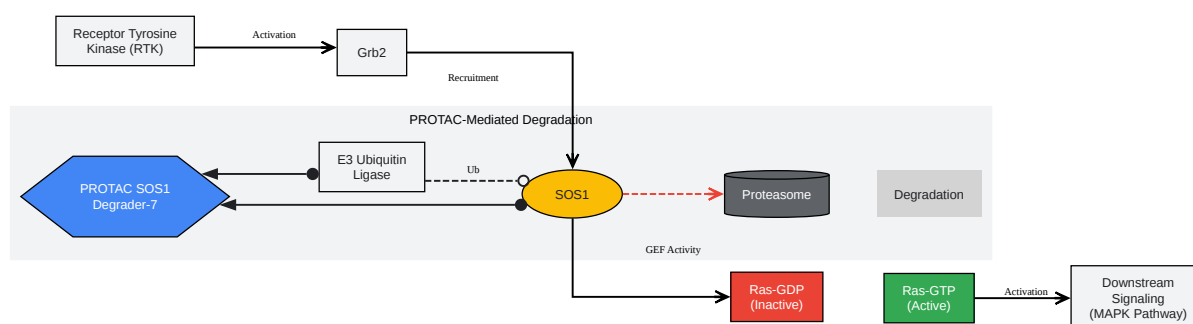 Receptor Tyrosine
Kinase (RTK)
Activation
Grb2
Recruitment
PROTAC-Mediated Degradation
E3 Ubiquitin
Ligase
Ub
PROTAC SOS1
Degrader-7
SOS1
Proteasome
Degradation
GEF Activity
Ras-GDP
(Inactive)
Ras-GTP
(Active)
Activation
Downstream
Signaling
(MAPK Pathway)